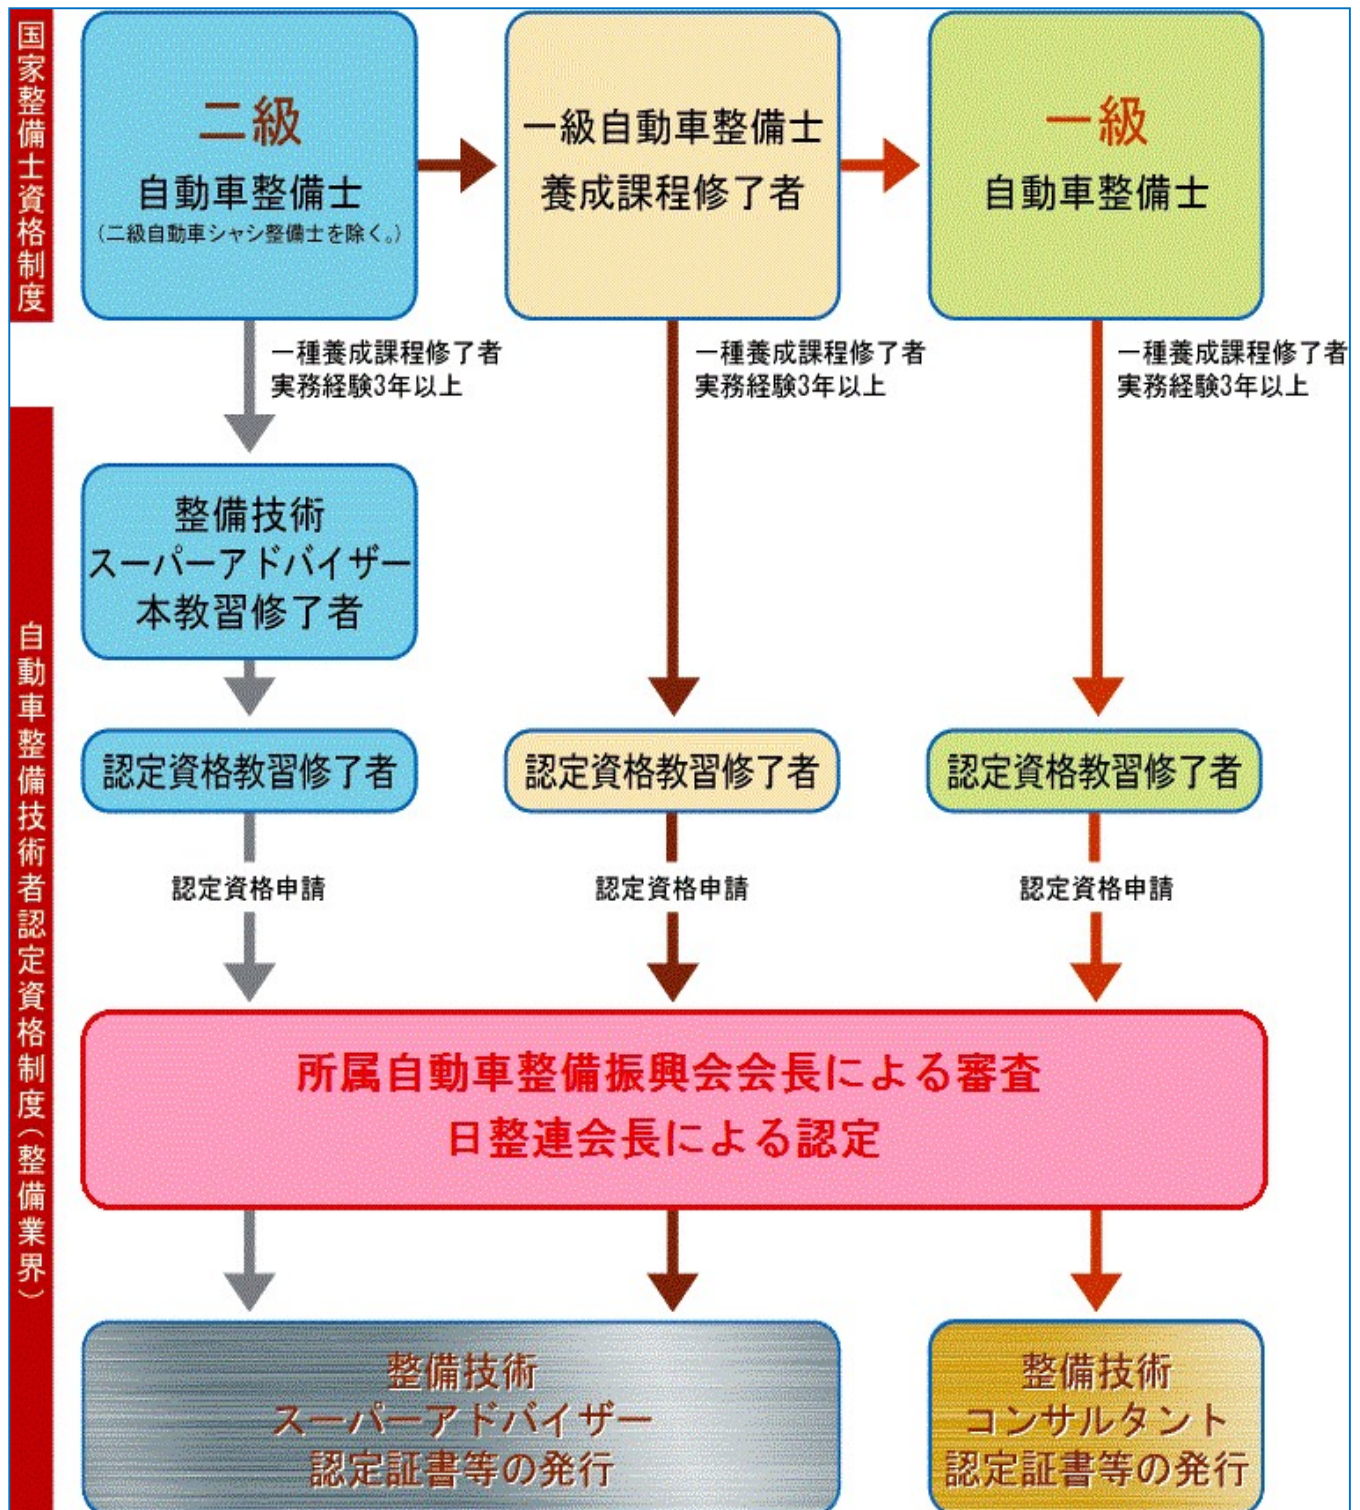 国家整備士資格制度
二級
自動車整備士
(二級自動車シャシ整備士を除く。)
一級自動車整備士
養成課程修了者
一級
自動車整備士
一種養成課程修了者
実務経験3年以上
一種養成課程修了者
実務経験3年以上
一種養成課程修了者
実務経験3年以上
自動車整備技術者認定資格制度(整備業界)
整備技術
スーパーアドバイザー
本教習修了者
認定資格教習修了者
認定資格教習修了者
認定資格教習修了者
認定資格申請
認定資格申請
認定資格申請
所属自動車整備振興会会長による審査
日整連会長による認定
整備技術
スーパーアドバイザー
認定証書等の発行
整備技術
コンサルタント
認定証書等の発行